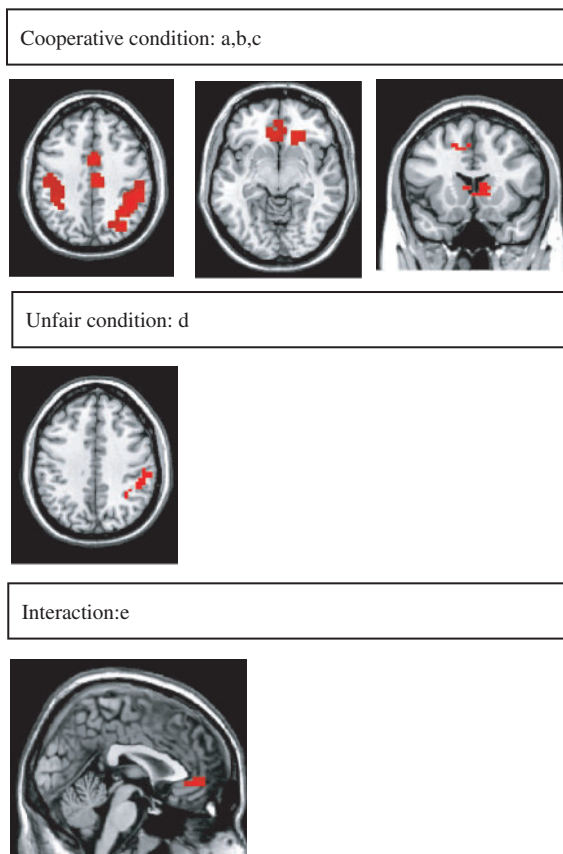 Cooperative condition: a,b,c
Unfair condition: d
Interaction:e